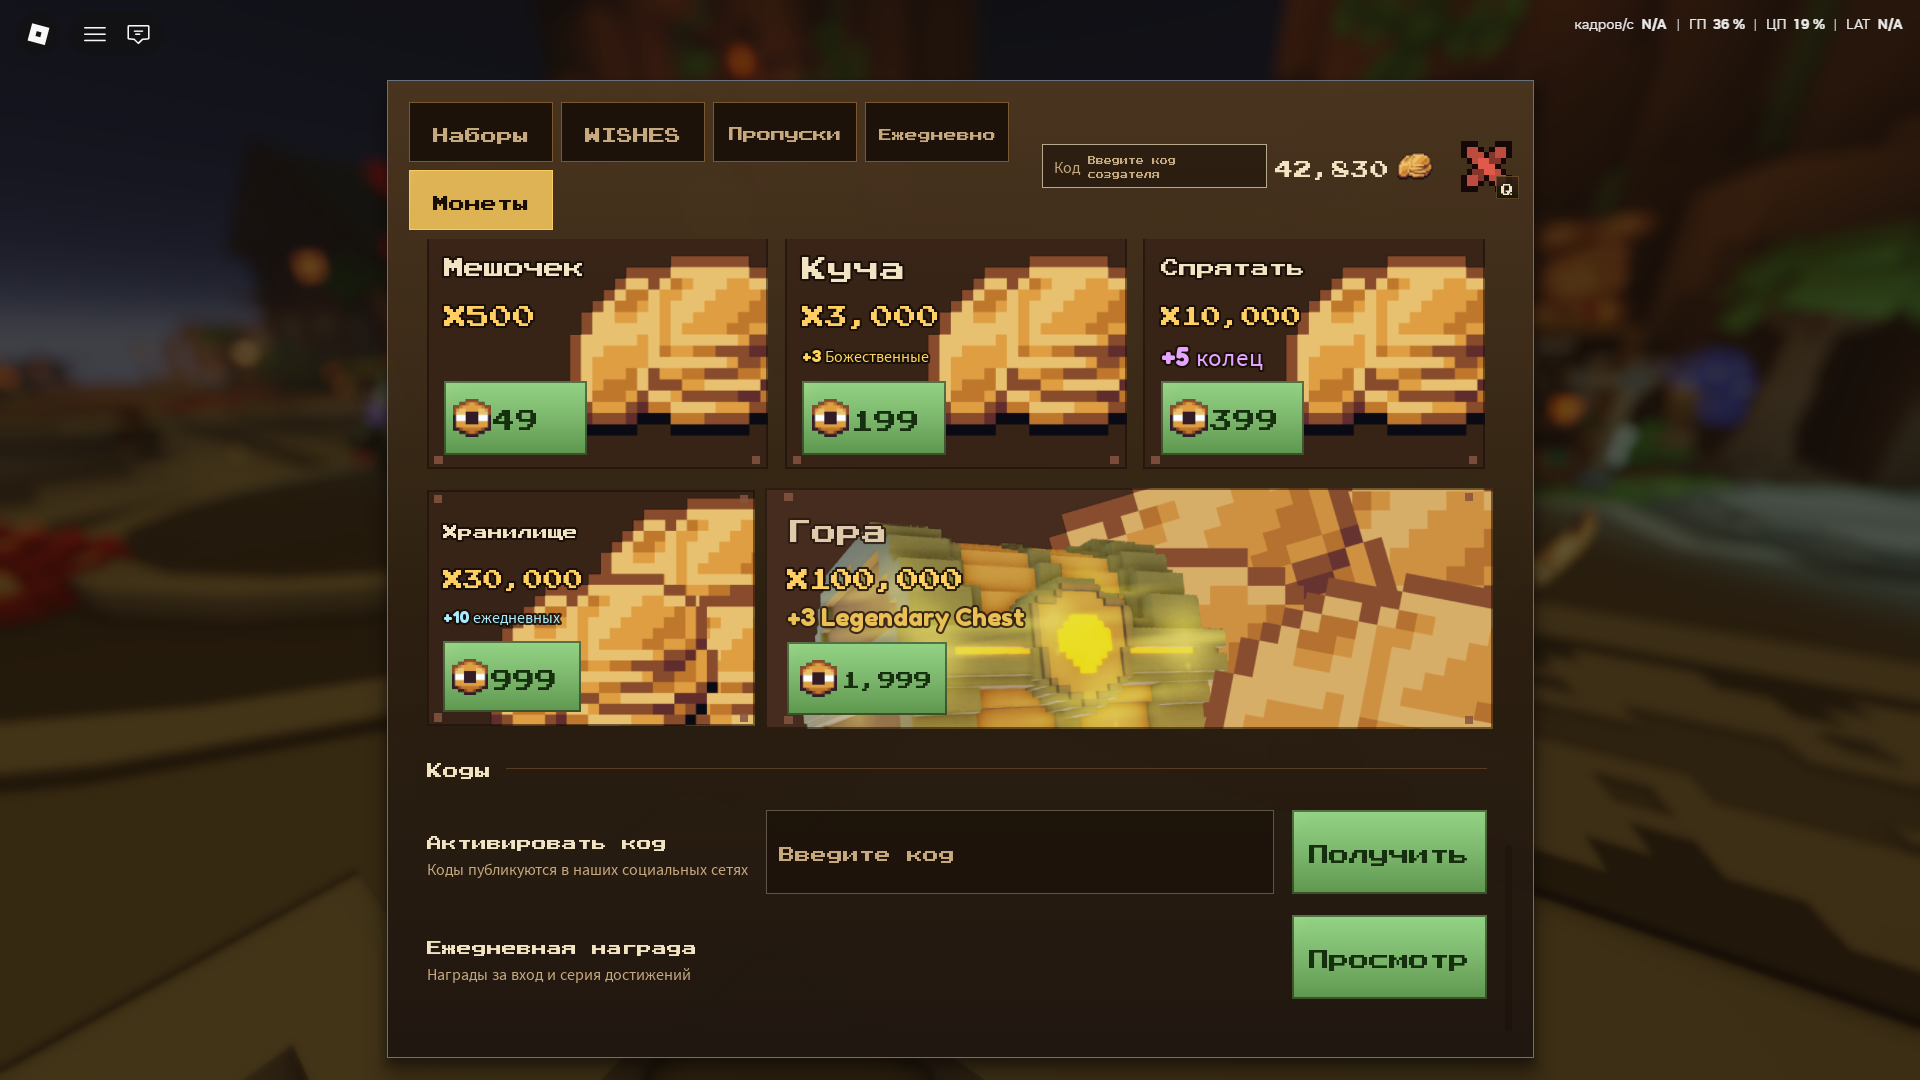 кадров/с N/A | ГП 36 % | ЦП 19 % | LAT N/A
Наборы
WISHES
Пропуски
Ежедневно
Монеты
Код
Введите код
создателя
42,830
Q
Мешочек
X500
49
Куча
X3,000
+3 Божественные
199
Спрятать
X10,000
+5 колец
399
Хранилище
X30,000
+10 ежедневных
999
Гора
X100,000
+3 Legendary Chest
1,999
Коды
Активировать код
Коды публикуются в наших социальных сетях
Введите код
Получить
Ежедневная награда
Награды за вход и серия достижений
Просмотр